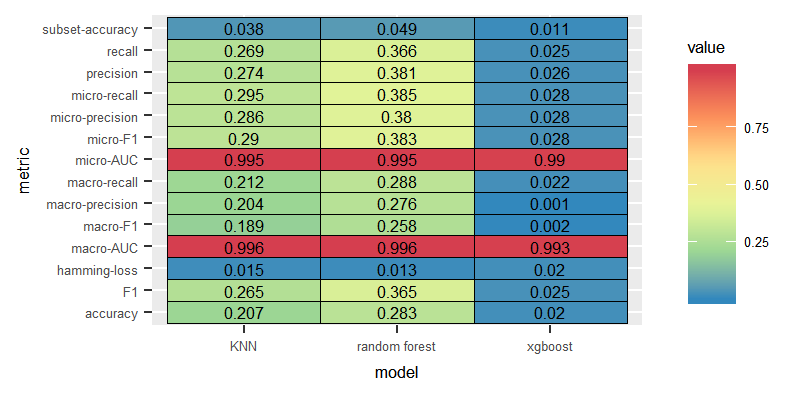 subset-accuracy 0.038 0.049 0.011
recall 0.269 0.366 0.025
precision 0.274 0.381 0.026
micro-recall 0.295 0.385 0.028
micro-precision 0.286 0.38 0.028
micro-F1 0.29 0.383 0.028
micro-AUC 0.995 0.995 0.99
macro-recall 0.212 0.288 0.022
macro-precision 0.204 0.276 0.001
macro-F1 0.189 0.258 0.002
macro-AUC 0.996 0.996 0.993
hamming-loss 0.015 0.013 0.02
F1 0.265 0.365 0.025
accuracy 0.207 0.283 0.02
KNN random forest xgboost
model
metric
value
0.75
0.50
0.25